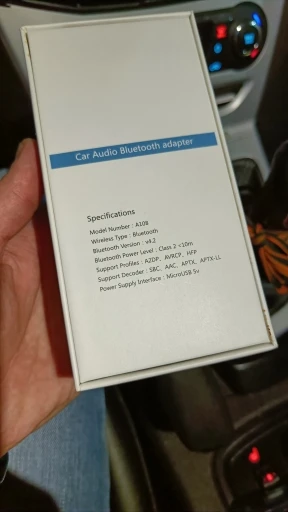 Car Audio Bluetooth adapter
Specifications
Model Number : A10B
Wireless Type : Bluetooth
Bluetooth Version : v4.2
Bluetooth Power Level : Class 2 <10m
Support Profiles : A2DP, AVRCP, HFP
Support Decoder : SBC, AAC, APTX, APTX-LL
Power Supply Interface : MicroUSB 5v